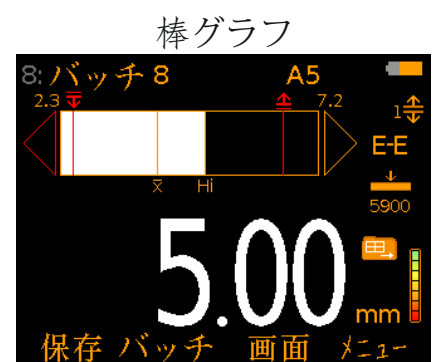 棒グラフ
8:バッチ 8 A5
2.3 7.2 1
E-E
x̅ Hi
5900
5.00 mm
保存 バッチ 画面 メニュー